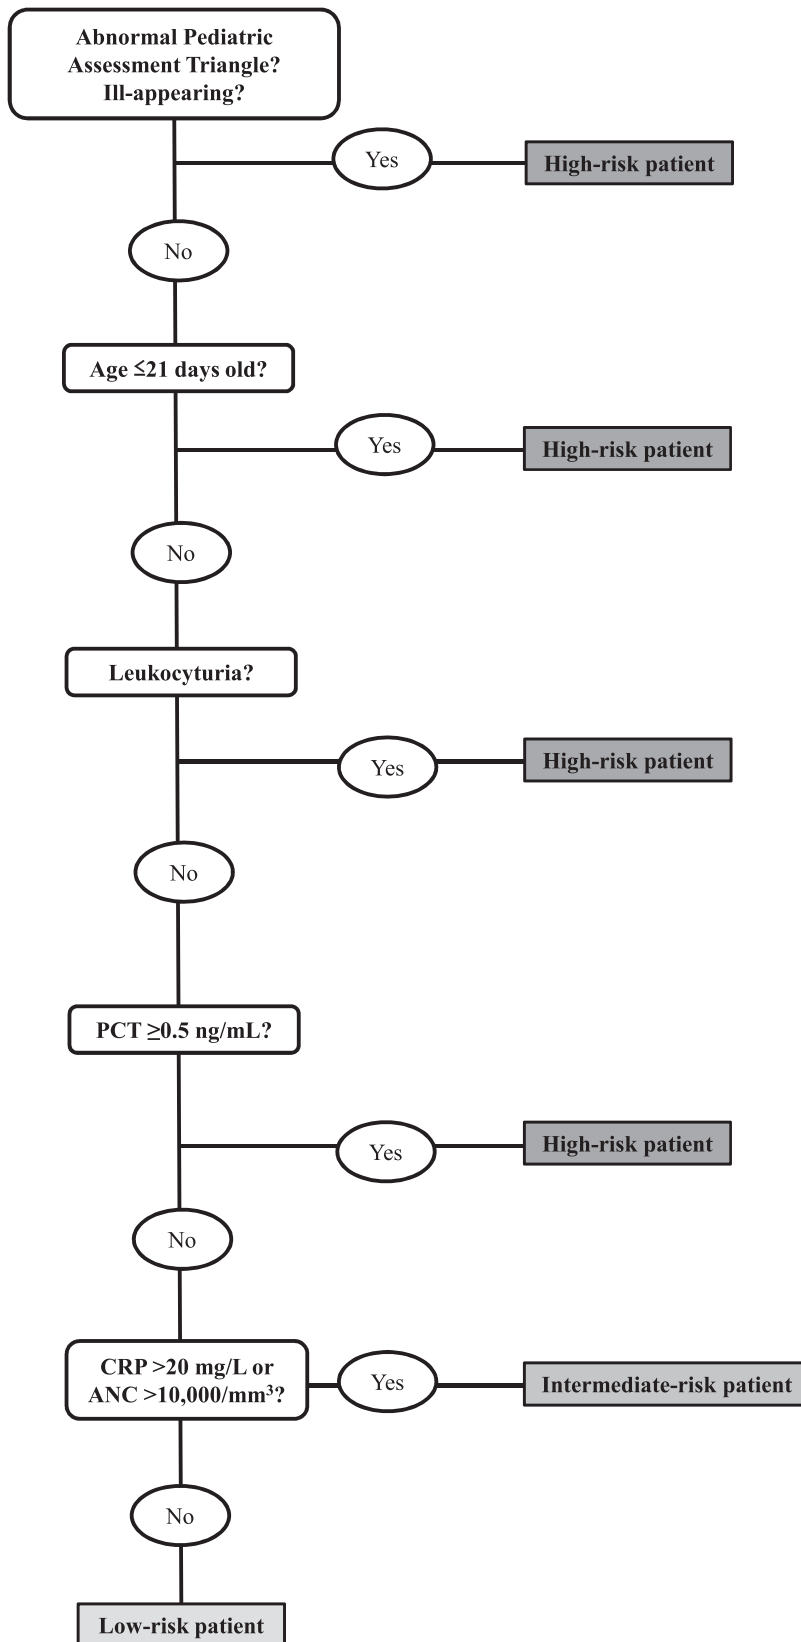 Abnormal Pediatric
Assessment Triangle?
Ill-appearing?
Yes
High-risk patient
No
Age ≤21 days old?
Yes
High-risk patient
No
Leukocyturia?
Yes
High-risk patient
No
PCT ≥0.5 ng/mL?
Yes
High-risk patient
No
CRP >20 mg/L or
ANC >10,000/mm³?
Yes
Intermediate-risk patient
No
Low-risk patient